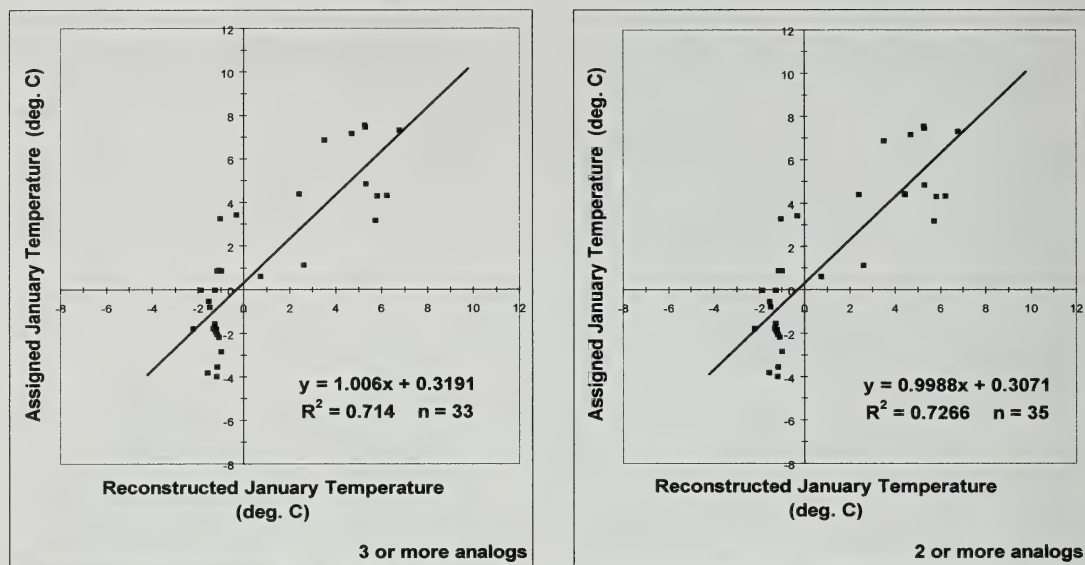 Assigned January Temperature (deg. C)
12
10
8
6
4
2
0
-2
-4
-6
-8
-8 -6 -4 -2 0 2 4 6 8 10 12
y = 1.006x + 0.3191
R² = 0.714 n = 33
Reconstructed January Temperature
(deg. C)
3 or more analogs
Assigned January Temperature (deg. C)
12
10
8
6
4
2
0
-2
-4
-6
-8
-8 -6 -4 -2 0 2 4 6 8 10 12
y = 0.9988x + 0.3071
R² = 0.7266 n = 35
Reconstructed January Temperature
(deg. C)
2 or more analogs